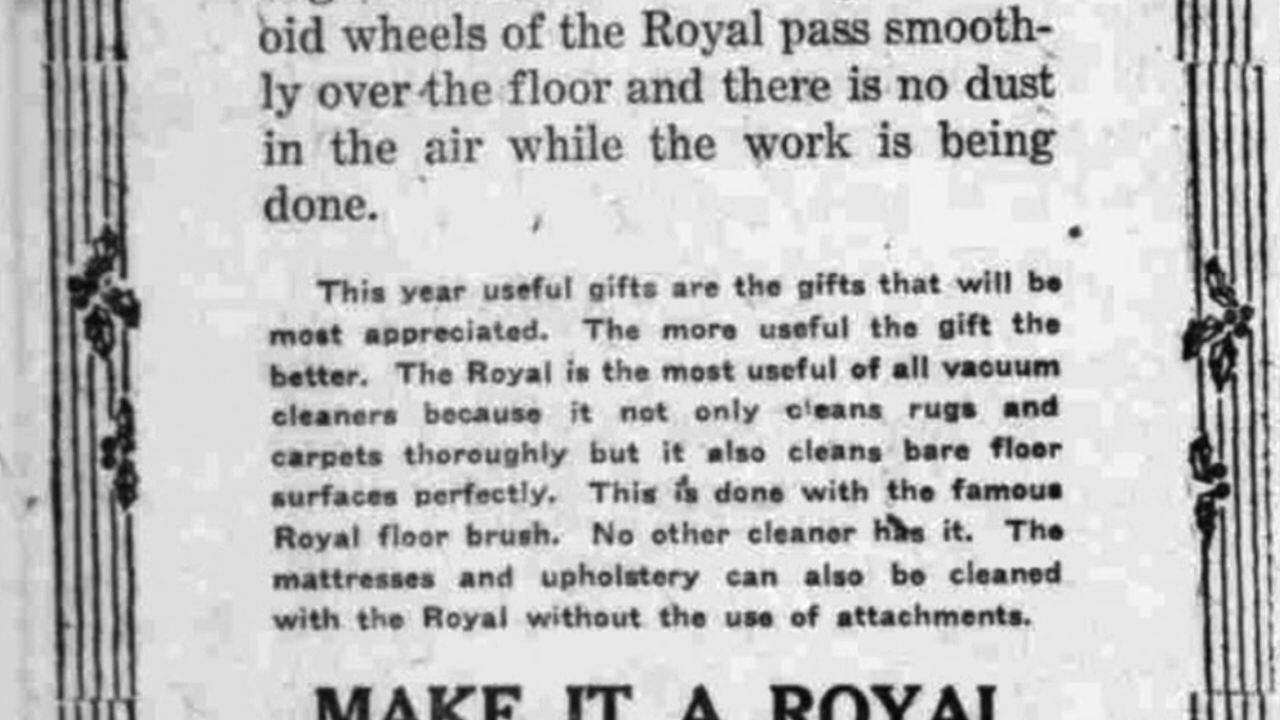 oid wheels of the Royal pass smooth-
ly over the floor and there is no dust
in the air while the work is being
done.
This year useful gifts are the gifts that will be
most appreciated. The more useful the gift the
better. The Royal is the most useful of all vacuum
cleaners because it not only cleans rugs and
carpets thoroughly but it also cleans bare floor
surfaces perfectly. This is done with the famous
Royal floor brush. No other cleaner has it. The
mattresses and upholstery can also be cleaned
with the Royal without the use of attachments.
MAKE IT A ROYAL